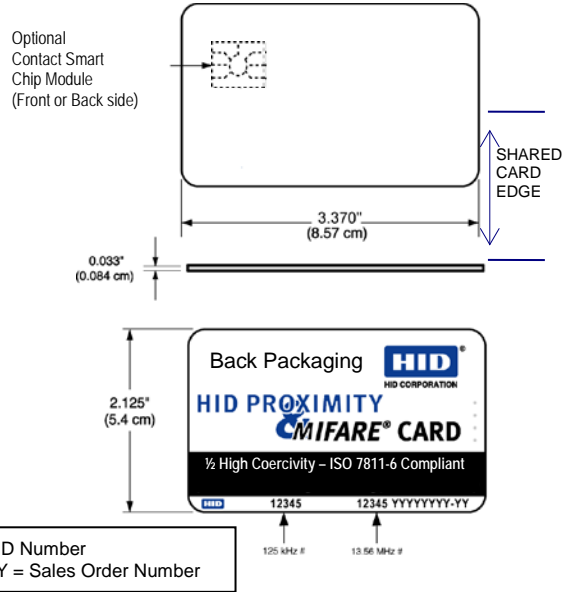 Optional
Contact Smart
Chip Module
(Front or Back side)
SHARED
CARD
EDGE
3.370"
(8.57 cm)
0.033"
(0.084 cm)
2.125"
(5.4 cm)
Back Packaging
HID®
HID CORPORATION
HID PROXIMITY
& MIFARE® CARD
½ High Coercivity – ISO 7811-6 Compliant
HID 12345 12345 YYYYYYYY-YY
125 kHz # 13.56 MHz #
D Number
Y = Sales Order Number